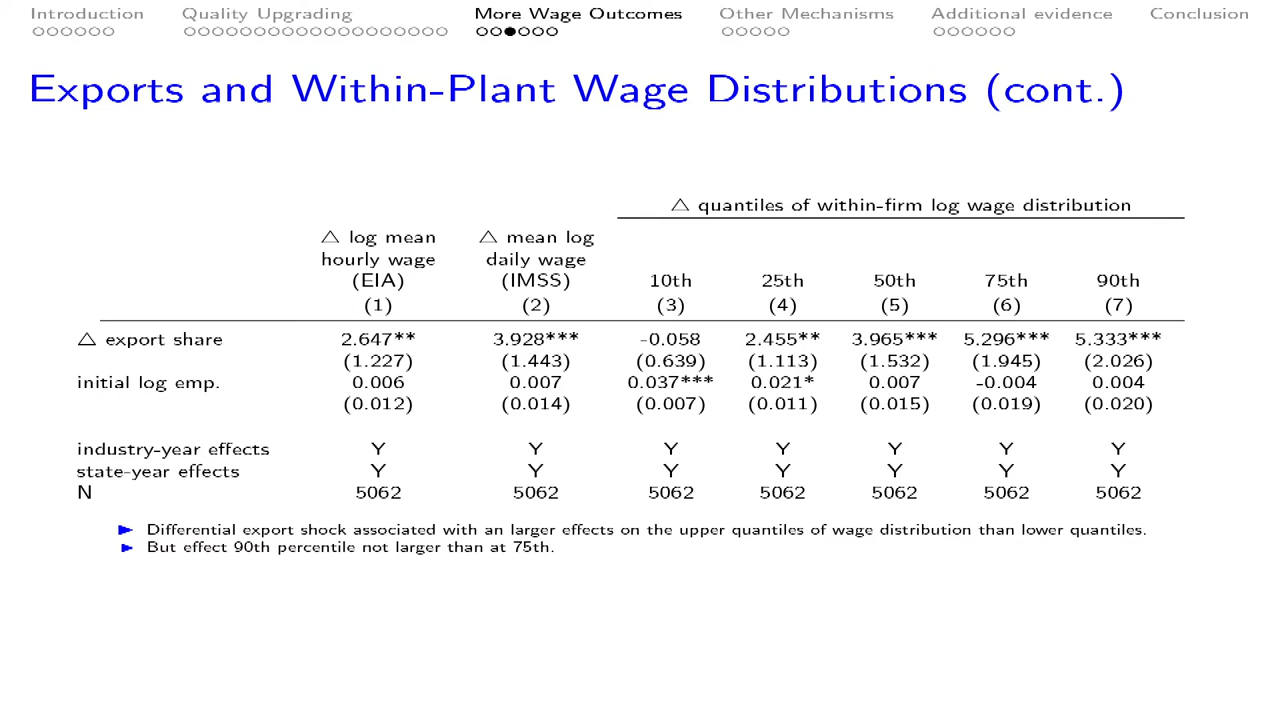 Introduction Quality Upgrading More Wage Outcomes Other Mechanisms Additional evidence Conclusion
Exports and Within-Plant Wage Distributions (cont.)
△ quantiles of within-firm log wage distribution
△ log mean △ mean log
hourly wage daily wage
(EIA) (IMSS) 10th 25th 50th 75th 90th
(1) (2) (3) (4) (5) (6) (7)
△ export share 2.647** 3.928*** -0.058 2.455** 3.965*** 5.296*** 5.333***
(1.227) (1.443) (0.639) (1.113) (1.532) (1.945) (2.026)
initial log emp. 0.006 0.007 0.037*** 0.021* 0.007 -0.004 0.004
(0.012) (0.014) (0.007) (0.011) (0.015) (0.019) (0.020)
industry-year effects Y Y Y Y Y Y Y
state-year effects Y Y Y Y Y Y Y
N 5062 5062 5062 5062 5062 5062 5062
Differential export shock associated with an larger effects on the upper quantiles of wage distribution than lower quantiles.
But effect 90th percentile not larger than at 75th.